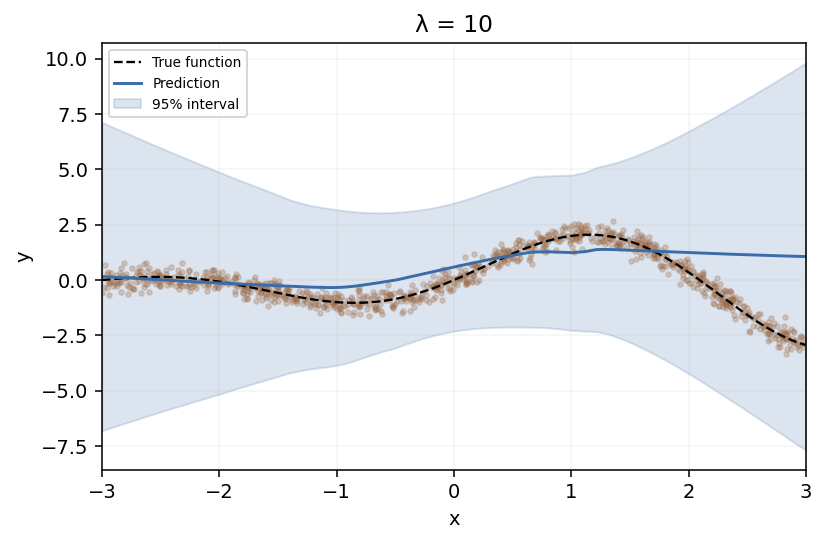 λ = 10
True function
Prediction
95% interval
10.0
7.5
5.0
2.5
0.0
−2.5
−5.0
−7.5
y
−3 −2 −1 0 1 2 3
x